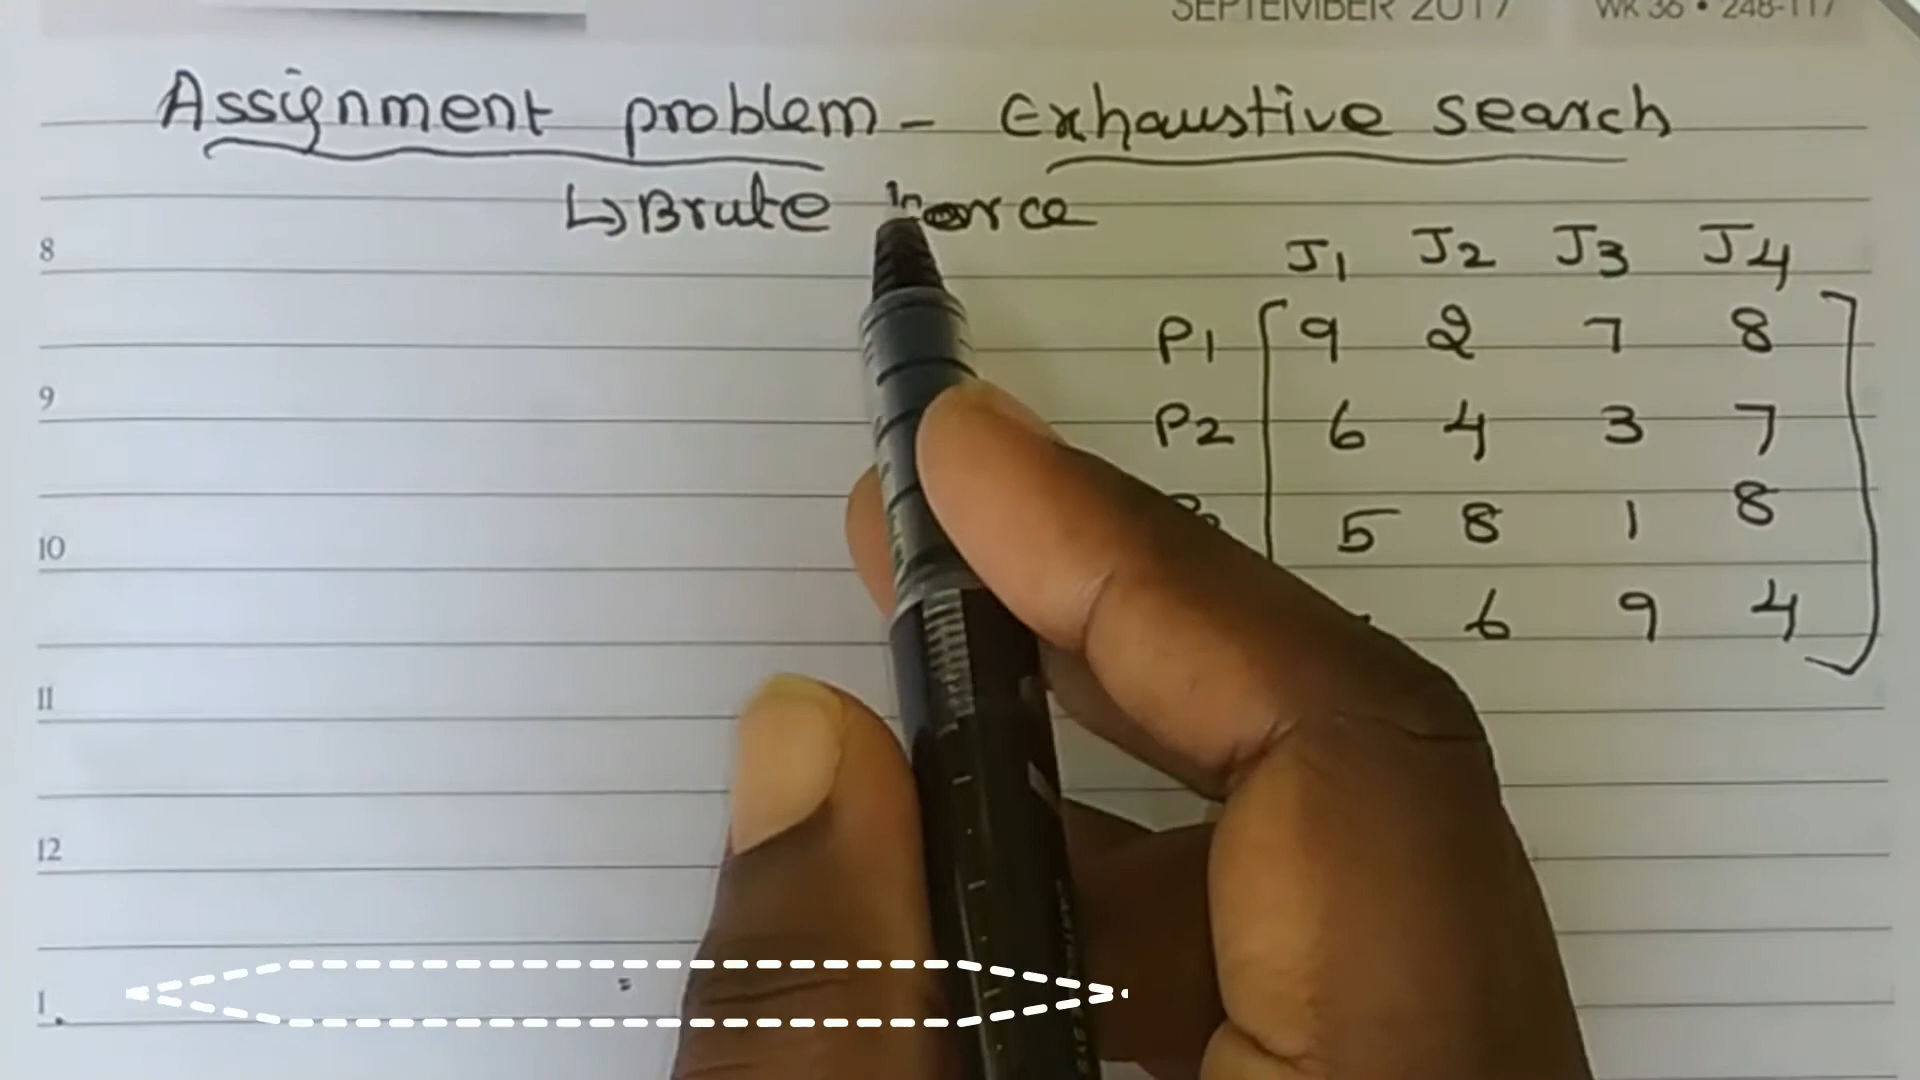 SEPTEMBER 2017 WK 36 • 248-117
Assignment problem - Exhaustive search
↳ Brute
8
J1 J2 J3 J4
P1 9 2 7 8
9
P2 6 4 3 7
5 8 1 8
10
6 9 4
11
12
1